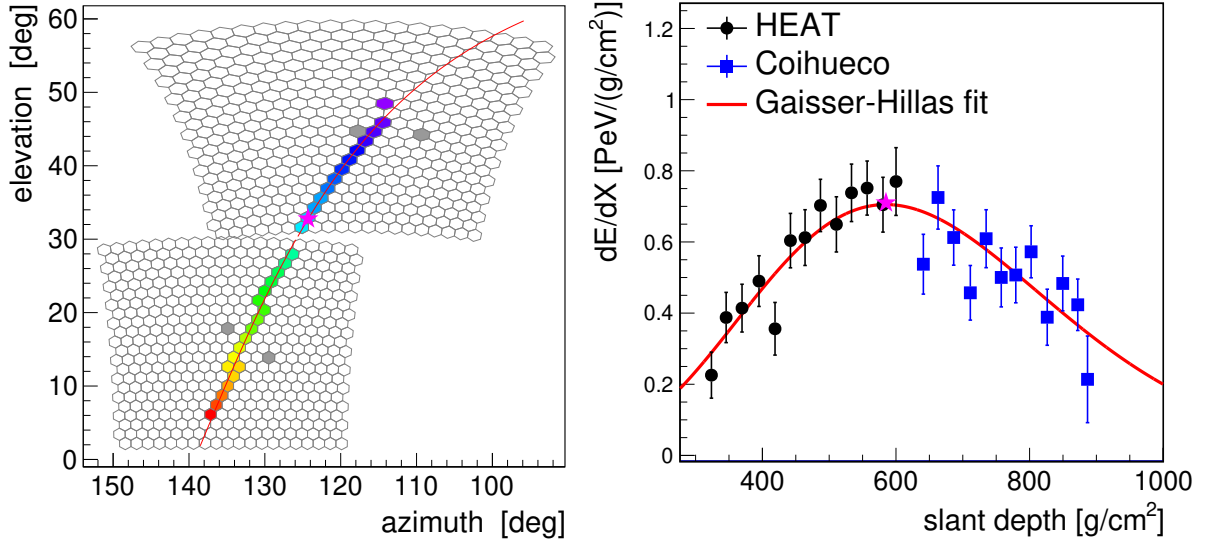 elevation [deg]
60
50
40
30
20
10
0
150 140 130 120 110 100
azimuth [deg]
dE/dX [PeV/(g/cm²)]
1.2
1
0.8
0.6
0.4
0.2
0
HEAT
Coihueco
Gaisser-Hillas fit
400 600 800 1000
slant depth [g/cm²]